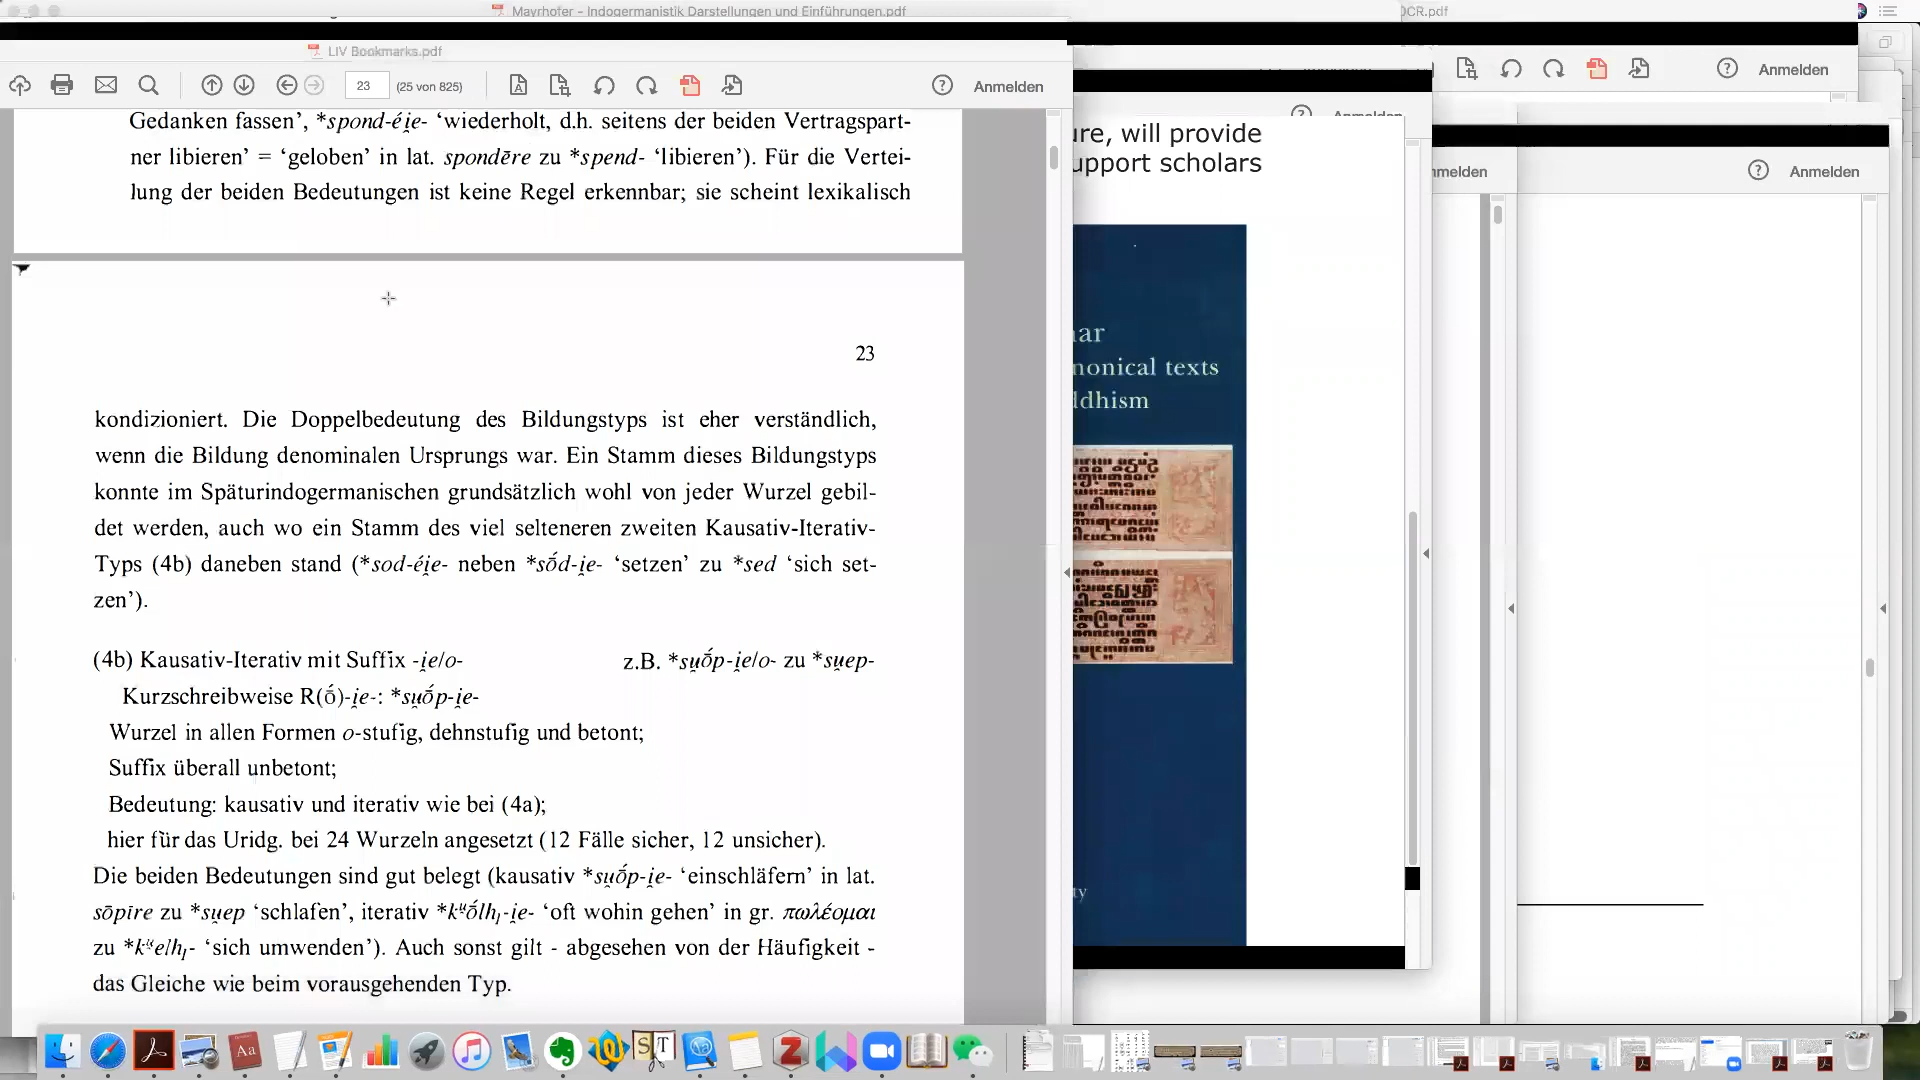 Mayrhofer - Indogermanistik Darstellungen und Einführungen.pdf
OCR.pdf
LIV Bookmarks.pdf
23
(25 von 825)
Anmelden
Anmelden
Anmelden
Gedanken fassen’, *spond-éi̯e- ‘wiederholt, d.h. seitens der beiden Vertragspart-
ner libieren’ = ‘geloben’ in lat. spondēre zu *spend- ‘libieren’). Für die Vertei-
lung der beiden Bedeutungen ist keine Regel erkennbar; sie scheint lexikalisch
23
kondizioniert. Die Doppelbedeutung des Bildungstyps ist eher verständlich,
wenn die Bildung denominalen Ursprungs war. Ein Stamm dieses Bildungstyps
konnte im Späturindogermanischen grundsätzlich wohl von jeder Wurzel gebil-
det werden, auch wo ein Stamm des viel selteneren zweiten Kausativ-Iterativ-
Typs (4b) daneben stand (*sod-éi̯e- neben *sṓd-i̯e- ‘setzen’ zu *sed ‘sich set-
zen’).
(4b) Kausativ-Iterativ mit Suffix -i̯e/o- z.B. *su̯ṓp-i̯e/o- zu *su̯ep-
Kurzschreibweise R(ṓ)-i̯e-: *su̯ṓp-i̯e-
Wurzel in allen Formen o-stufig, dehnstufig und betont;
Suffix überall unbetont;
Bedeutung: kausativ und iterativ wie bei (4a);
hier für das Uridg. bei 24 Wurzeln angesetzt (12 Fälle sicher, 12 unsicher).
Die beiden Bedeutungen sind gut belegt (kausativ *su̯ṓp-i̯e- ‘einschläfern’ in lat.
sōpīre zu *su̯ep ‘schlafen’, iterativ *kʷṓlh₁-i̯e- ‘oft wohin gehen’ in gr. πωλέομαι
zu *kʷelh₁- ‘sich umwenden’). Auch sonst gilt - abgesehen von der Häufigkeit -
das Gleiche wie beim vorausgehenden Typ.
ure, will provide
upport scholars
nmelden
ar
nonical texts
ddhism
ty